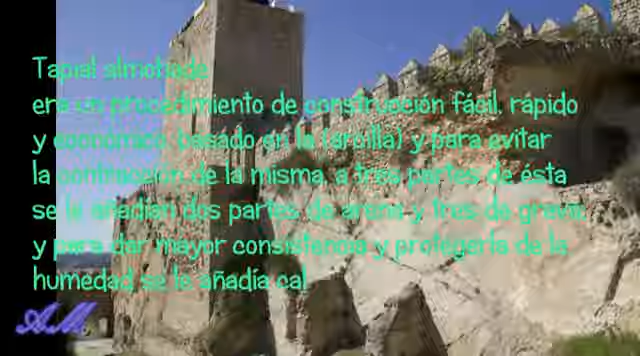 Tapial almohade
era un procedimiento de construcción fácil, rapido
y económico, basado en la (arcilla) y para evitar
la contracción de la misma, a tres partes de ésta
se le añadían dos partes de arena y tres de grava,
y para dar mayor consistencia y protegerla de la
humedad se le añadía cal
A.M.